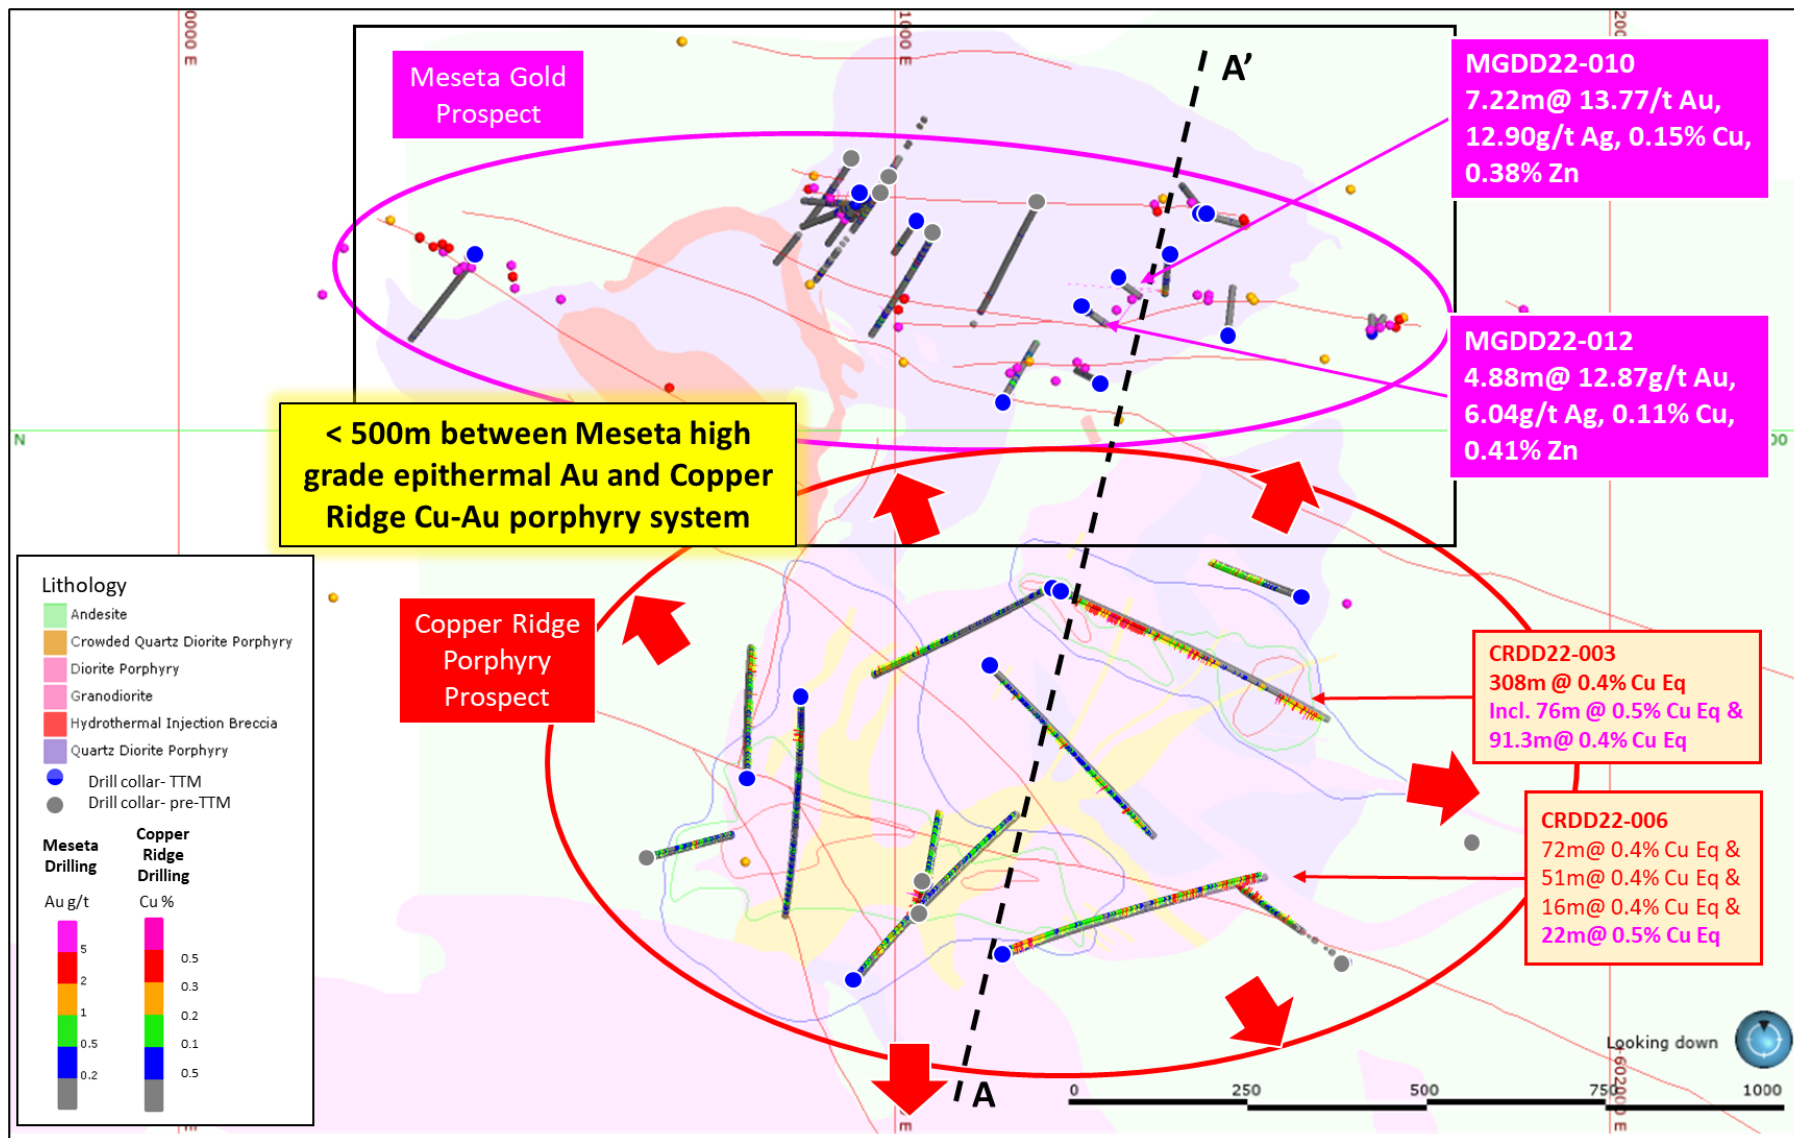 0000 E
1000 E
200
A’
Meseta Gold
Prospect
MGDD22-010
7.22m@ 13.77/t Au,
12.90g/t Ag, 0.15% Cu,
0.38% Zn
MGDD22-012
4.88m@ 12.87g/t Au,
6.04g/t Ag, 0.11% Cu,
0.41% Zn
N
00
< 500m between Meseta high
grade epithermal Au and Copper
Ridge Cu-Au porphyry system
Copper Ridge
Porphyry
Prospect
CRDD22-003
308m @ 0.4% Cu Eq
Incl. 76m @ 0.5% Cu Eq &
91.3m@ 0.4% Cu Eq
CRDD22-006
72m@ 0.4% Cu Eq &
51m@ 0.4% Cu Eq &
16m@ 0.4% Cu Eq &
22m@ 0.5% Cu Eq
Lithology
Andesite
Crowded Quartz Diorite Porphyry
Diorite Porphyry
Granodiorite
Hydrothermal Injection Breccia
Quartz Diorite Porphyry
Drill collar- TTM
Drill collar- pre-TTM
Meseta
Drilling
Au g/t
5
2
1
0.5
0.2
Copper
Ridge
Drilling
Cu %
0.5
0.3
0.2
0.1
0.5
A
E
Looking down
602000 E
0
250
500
750
1000